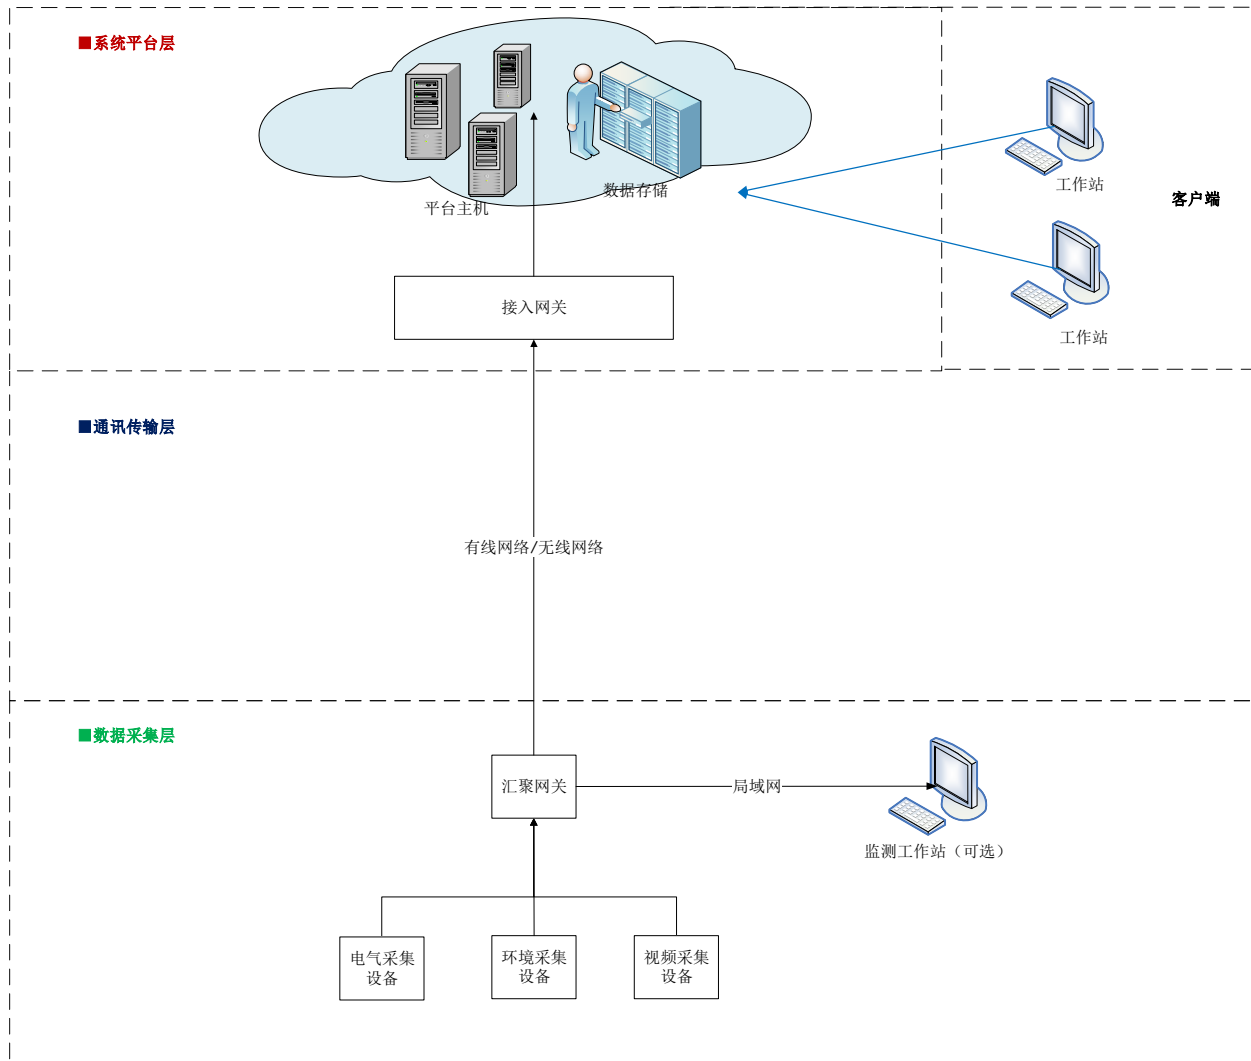 ■系统平台层
平台主机
数据存储
工作站
客户端
工作站
接入网关
■通讯传输层
有线网络/无线网络
■数据采集层
汇聚网关
局域网
监测工作站（可选）
电气采集
设备
环境采集
设备
视频采集
设备